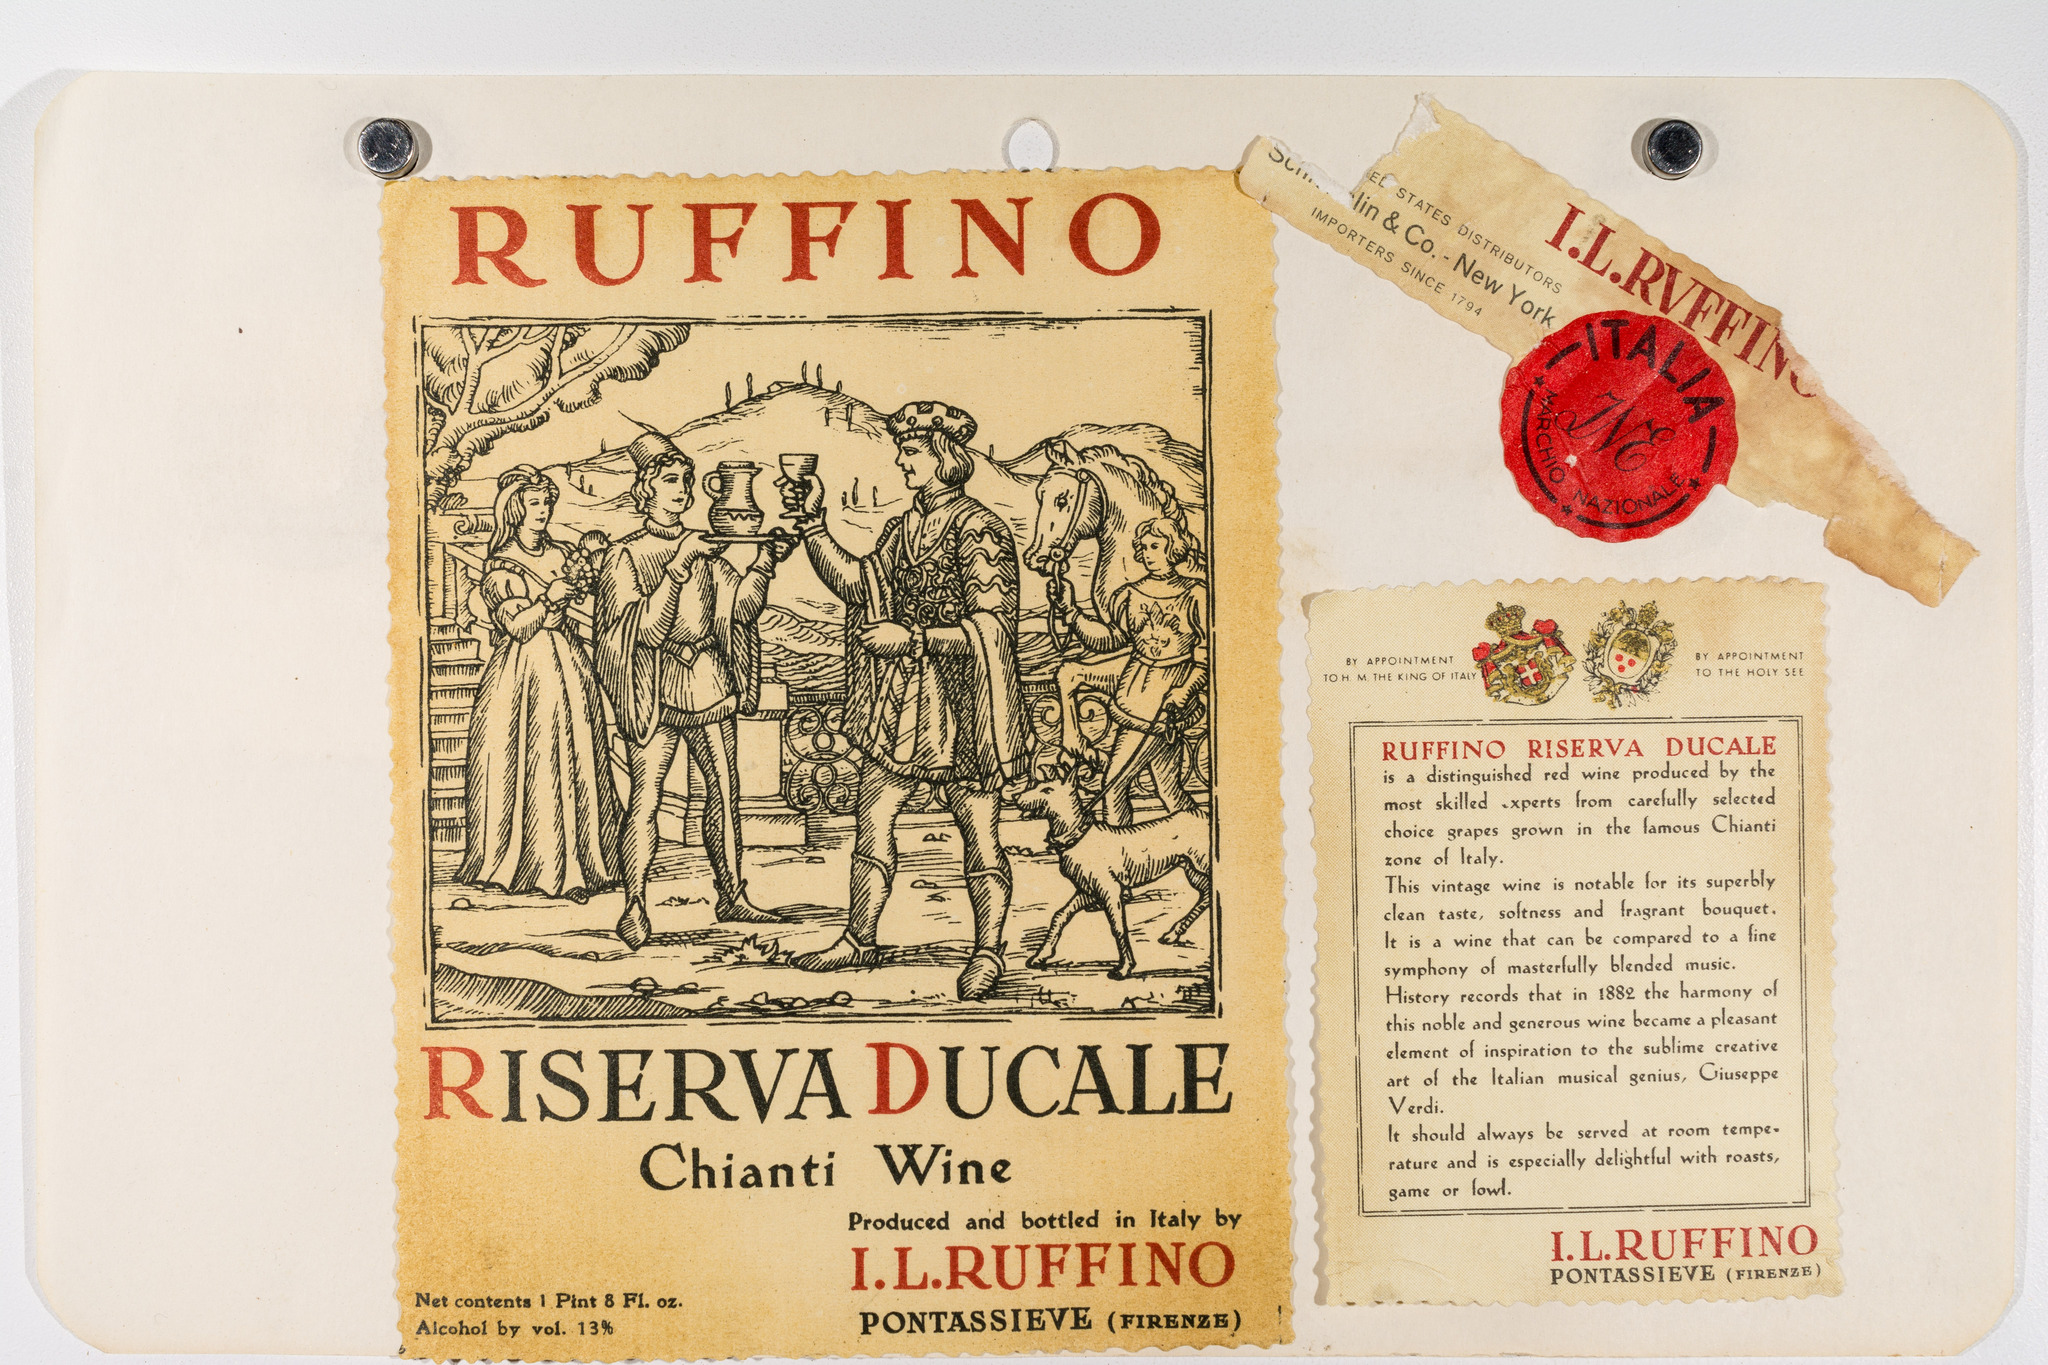 RUFFINO
RISERVA DUCALE
Chianti Wine
Produced and bottled in Italy by
I.L.RUFFINO
PONTASSIEVE (FIRENZE)
Net contents 1 Pint 8 Fl. oz.
Alcohol by vol. 13%
STATES DISTRIBUTORS
& Co. - New York
IMPORTERS SINCE 1794
I.L.RVFFINO
ITALIA
INE
MARCHIO NAZIONALE
BY APPOINTMENT
TO H. M. THE KING OF ITALY
BY APPOINTMENT
TO THE HOLY SEE
RUFFINO RISERVA DUCALE
is a distinguished red wine produced by the
most skilled xperts from carefully selected
choice grapes grown in the famous Chianti
zone of Italy.
This vintage wine is notable for its superbly
clean taste, softness and fragrant bouquet.
It is a wine that can be compared to a fine
symphony of masterfully blended music.
History records that in 1882 the harmony of
this noble and generous wine became a pleasant
element of inspiration to the sublime creative
art of the Italian musical genius, Giuseppe
Verdi.
It should always be served at room tempe-
rature and is especially delightful with roasts,
game or fowl.
I.L.RUFFINO
PONTASSIEVE (FIRENZE)